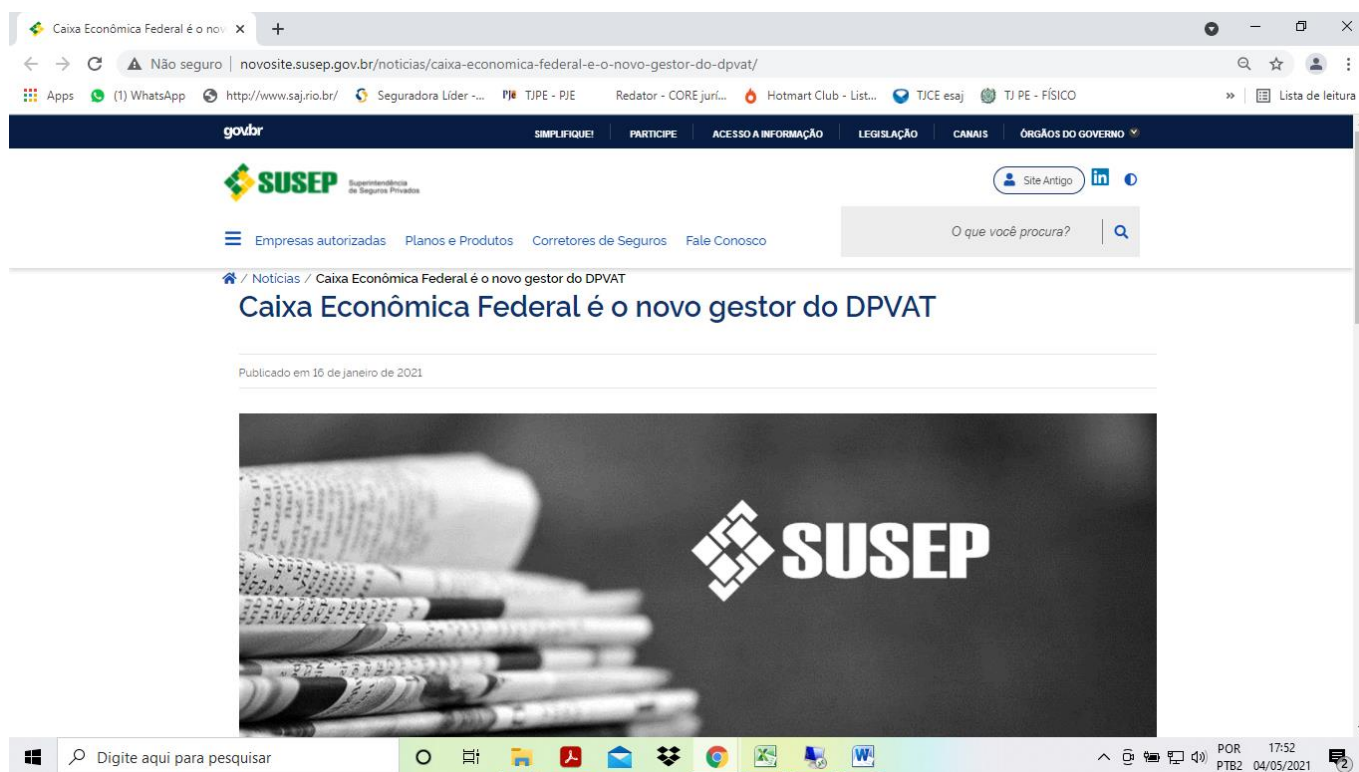 Caixa Econômica Federal é o nov
Não seguro novosite.susep.gov.br/noticias/caixa-economica-federal-e-o-novo-gestor-do-dpvat/
Apps (1) WhatsApp http://www.saj.rio.br/ Seguradora Líder -... PJe TJPE - PJE Redator - CORE jurí... Hotmart Club - List... TJCE esaj TJ PE - FÍSICO » Lista de leitura
govbr SIMPLIFIQUE! PARTICIPE ACESSO A INFORMAÇÃO LEGISLAÇÃO CANAIS ÓRGÃOS DO GOVERNO
SUSEP Superintendência de Seguros Privados Site Antigo in
Empresas autorizadas Planos e Produtos Corretores de Seguros Fale Conosco O que você procura?
/ Notícias / Caixa Econômica Federal é o novo gestor do DPVAT
Caixa Econômica Federal é o novo gestor do DPVAT
Publicado em 16 de janeiro de 2021
SUSEP
Digite aqui para pesquisar POR 17:52
PTB2 04/05/2021 2